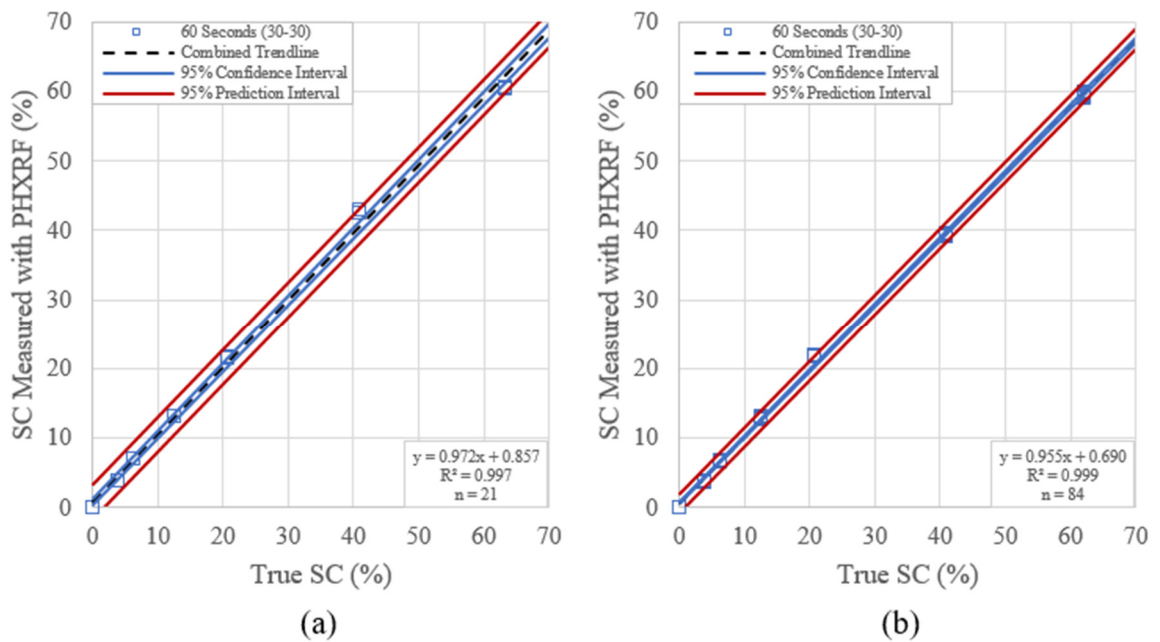 SC Measured with PHXRF (%)
70
60
50
40
30
20
10
0
60 Seconds (30-30)
Combined Trendline
95% Confidence Interval
95% Prediction Interval
y = 0.972x + 0.857
R² = 0.997
n = 21
0 10 20 30 40 50 60 70
True SC (%)
(a)
SC Measured with PHXRF (%)
70
60
50
40
30
20
10
0
60 Seconds (30-30)
Combined Trendline
95% Confidence Interval
95% Prediction Interval
y = 0.955x + 0.690
R² = 0.999
n = 84
0 10 20 30 40 50 60 70
True SC (%)
(b)